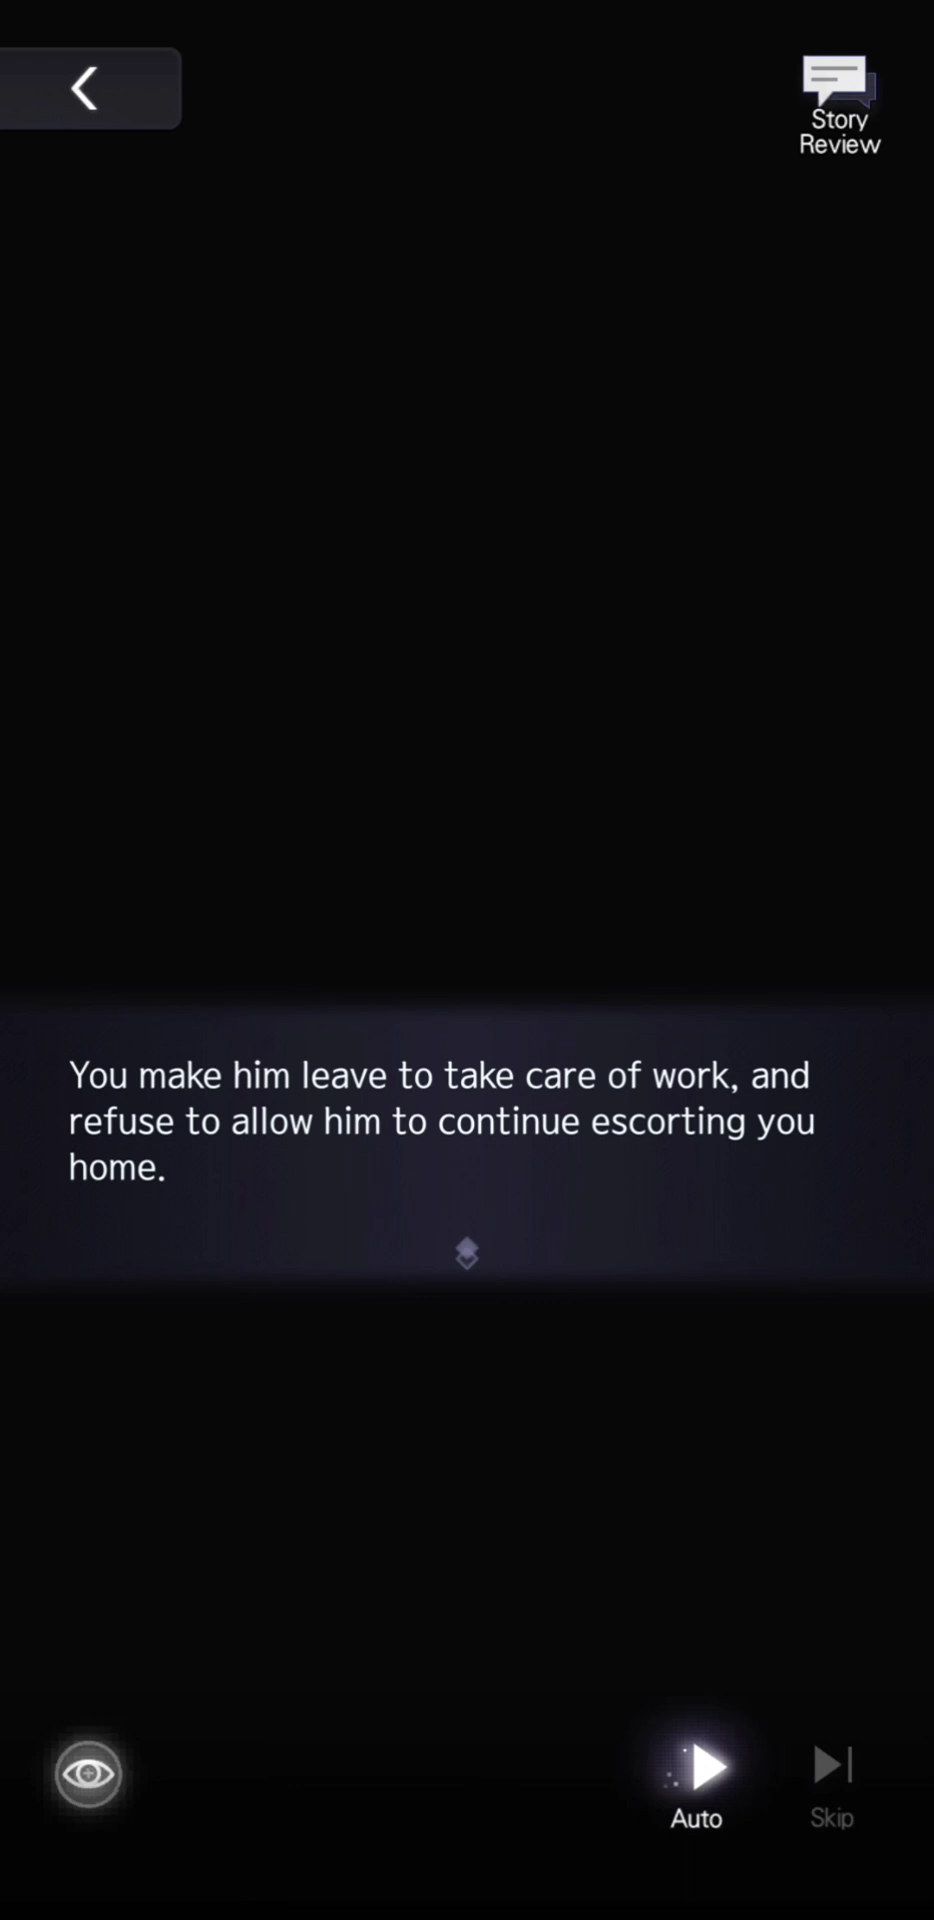 Story
Review
You make him leave to take care of work, and
refuse to allow him to continue escorting you
home.
Auto
Skip